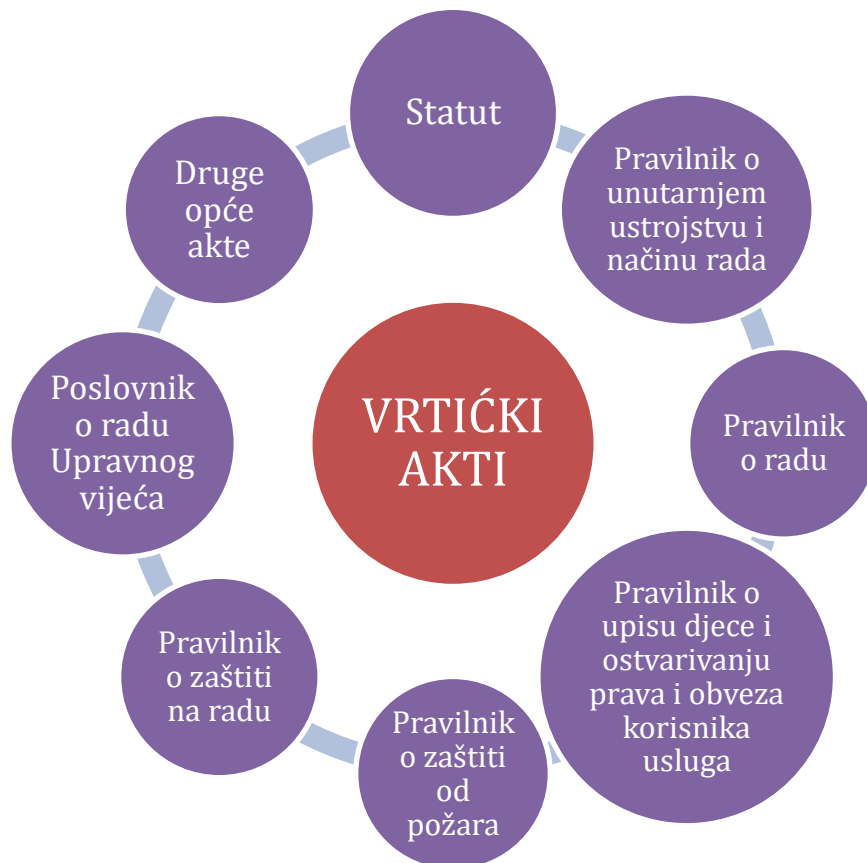 Statut
Pravilnik o
unutarnjem
ustrojstvu i
načinu rada
Pravilnik
o radu
Pravilnik o
upisu djece i
ostvarivanju
prava i obveza
korisnika
usluga
Pravilnik
o zaštiti
od
požara
Pravilnik
o zaštiti
na radu
Poslovnik
o radu
Upravnog
vijeća
Druge
opće
akte
VRTIĆKI
AKTI